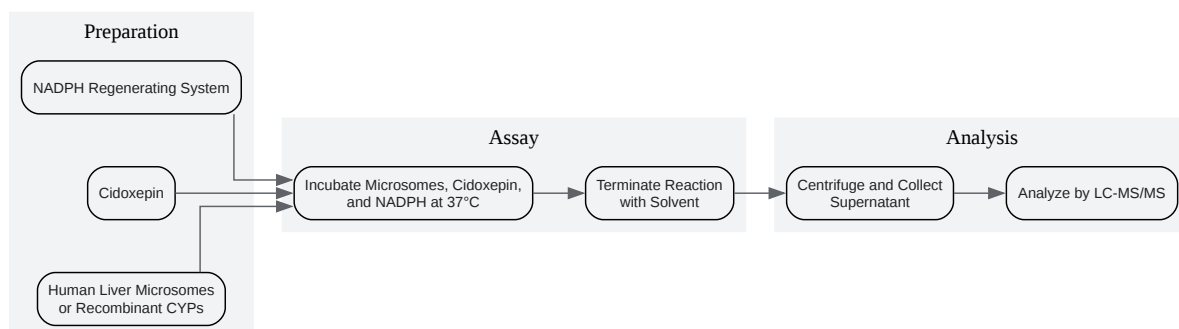 Preparation
NADPH Regenerating System
Cidoxepin
Human Liver Microsomes
or Recombinant CYPs
Assay
Incubate Microsomes, Cidoxepin,
and NADPH at 37°C
Terminate Reaction
with Solvent
Analysis
Centrifuge and Collect
Supernatant
Analyze by LC-MS/MS